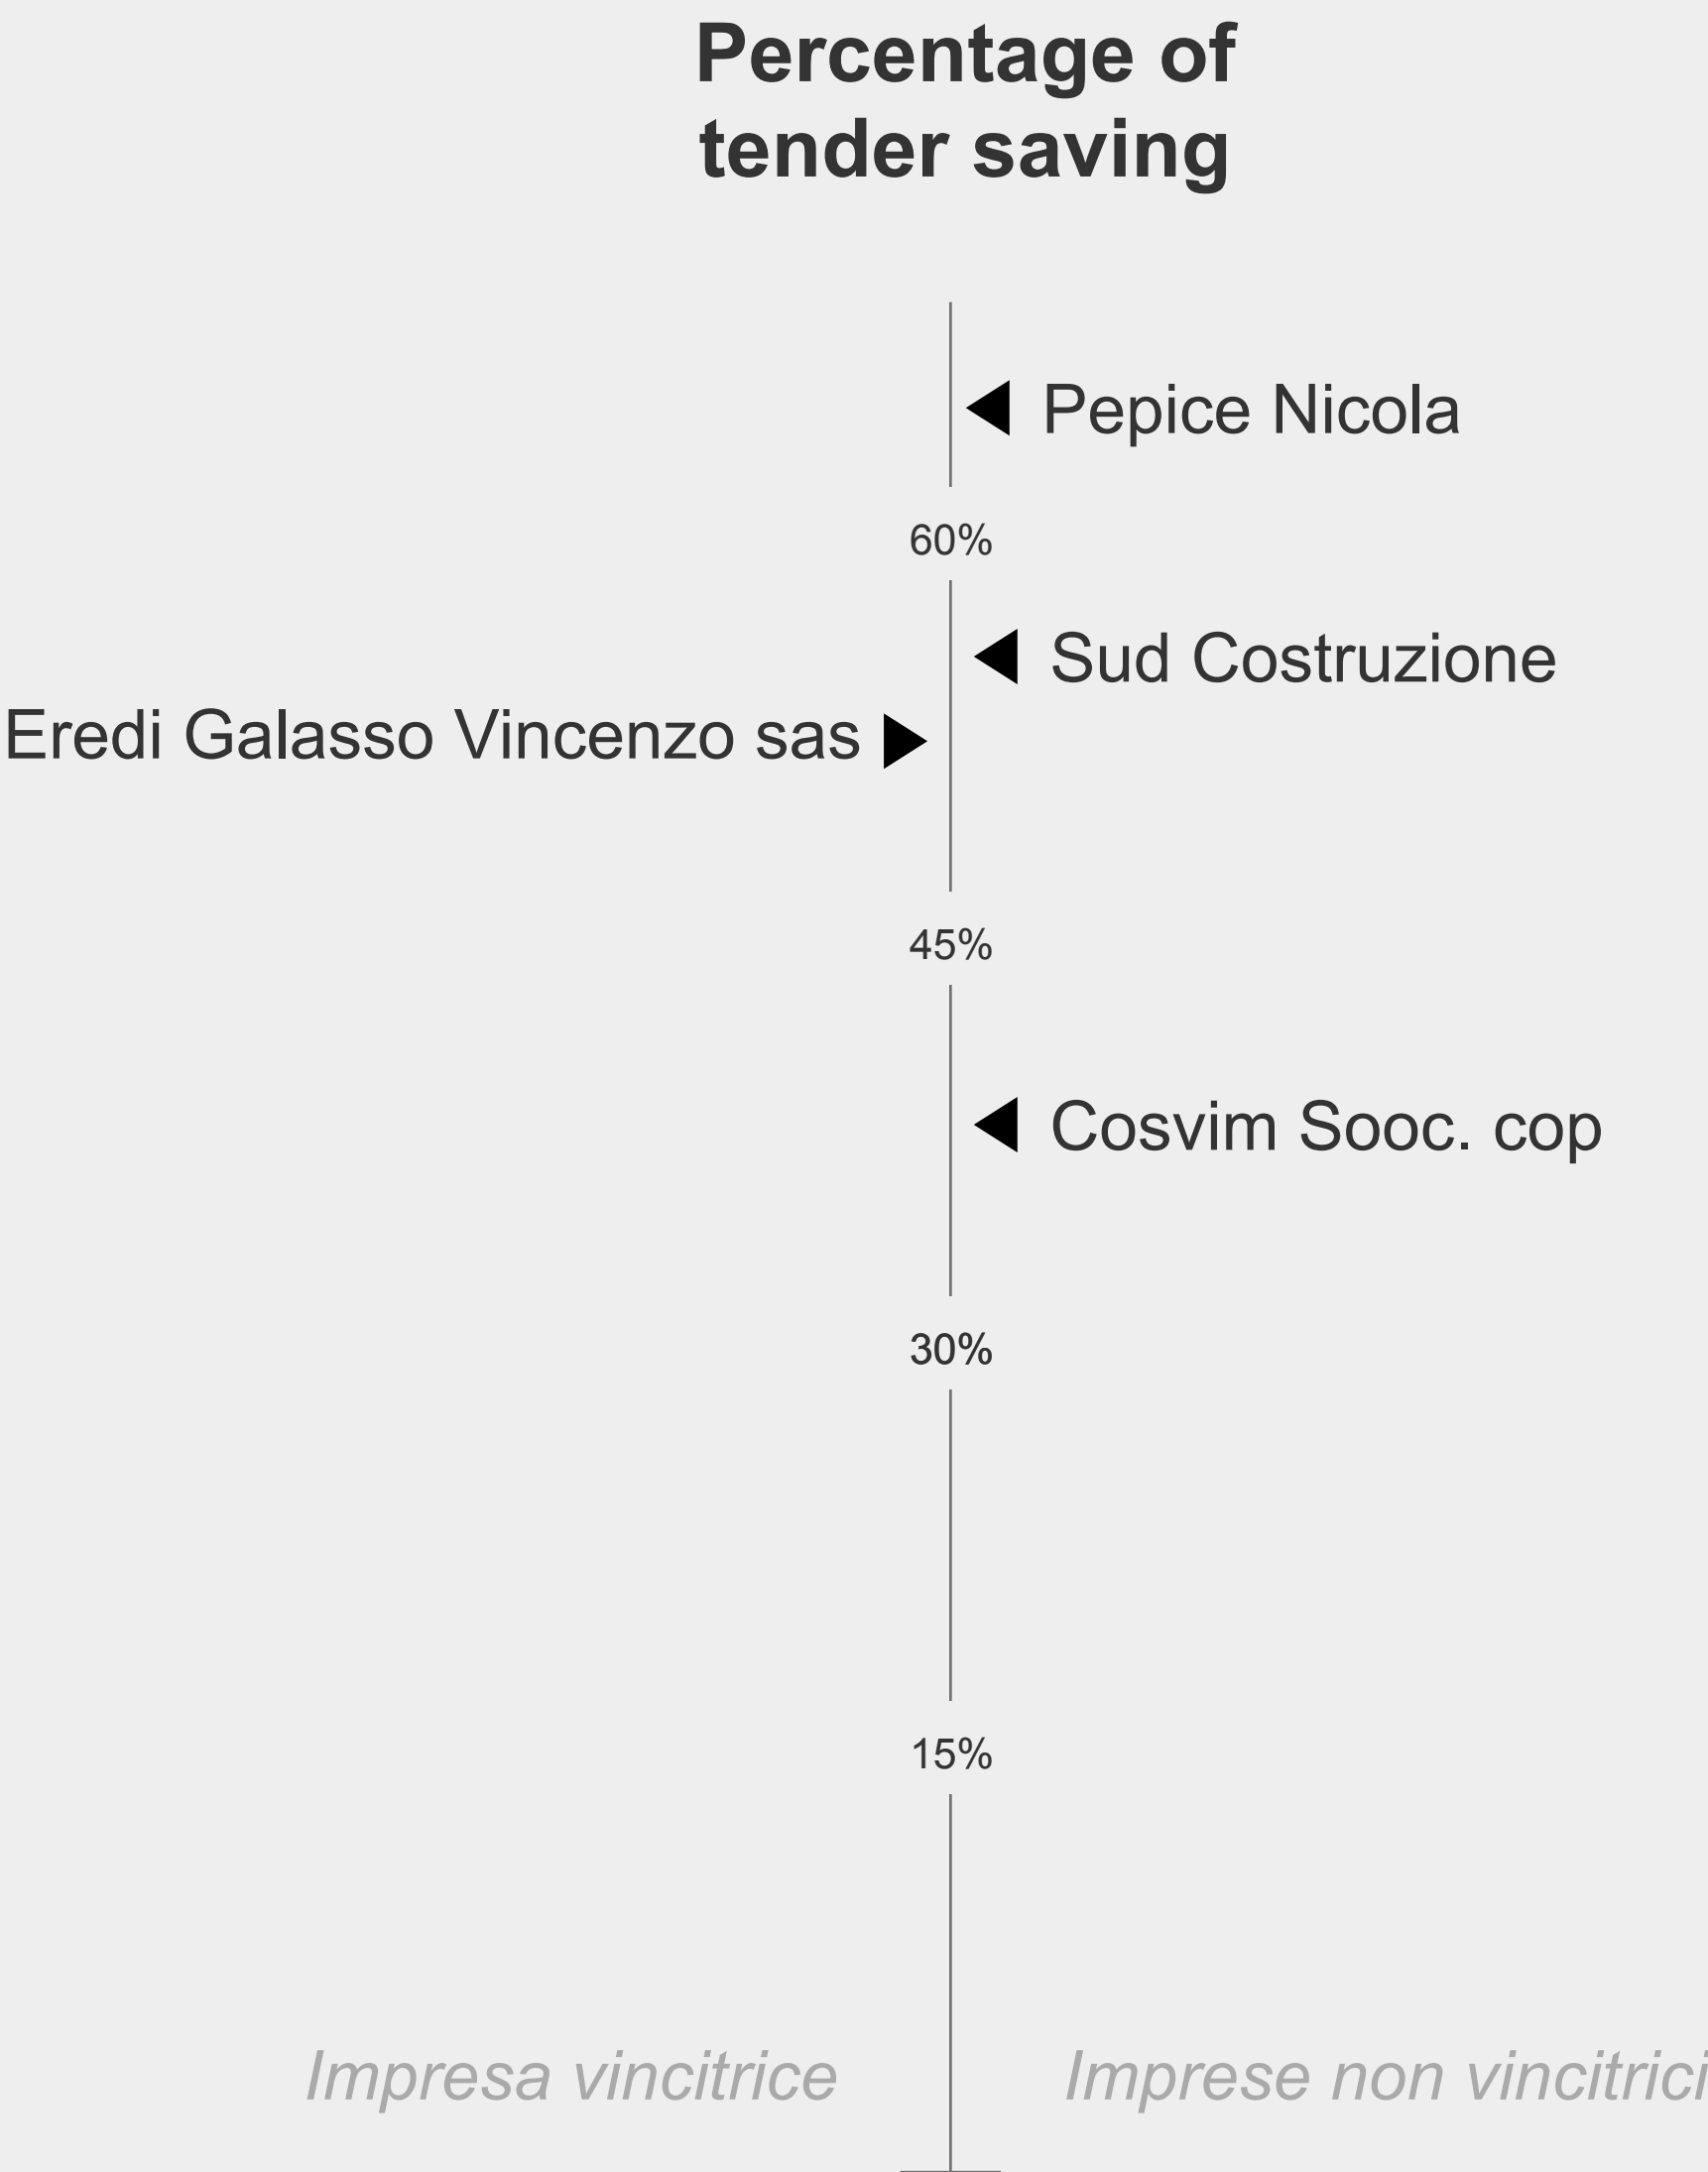 Percentage of
tender saving
Pepice Nicola
60%
Sud Costruzione
Eredi Galasso Vincenzo sas
45%
Cosvim Sooc. cop
30%
15%
Impresa vincitrice
Imprese non vincitrici